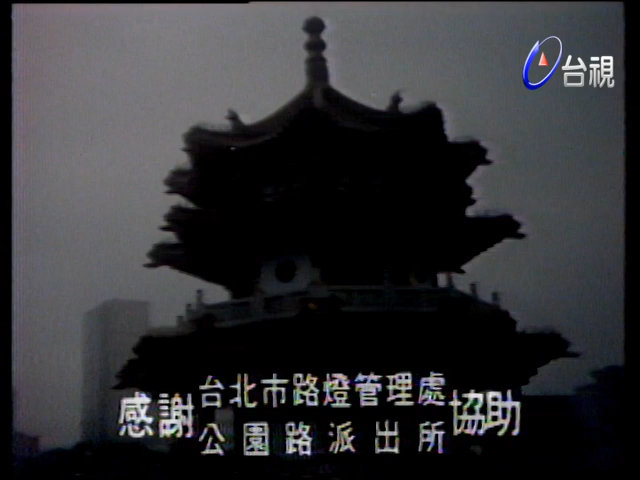 台視
感謝 台北市路燈管理處 協助
公園路派出所